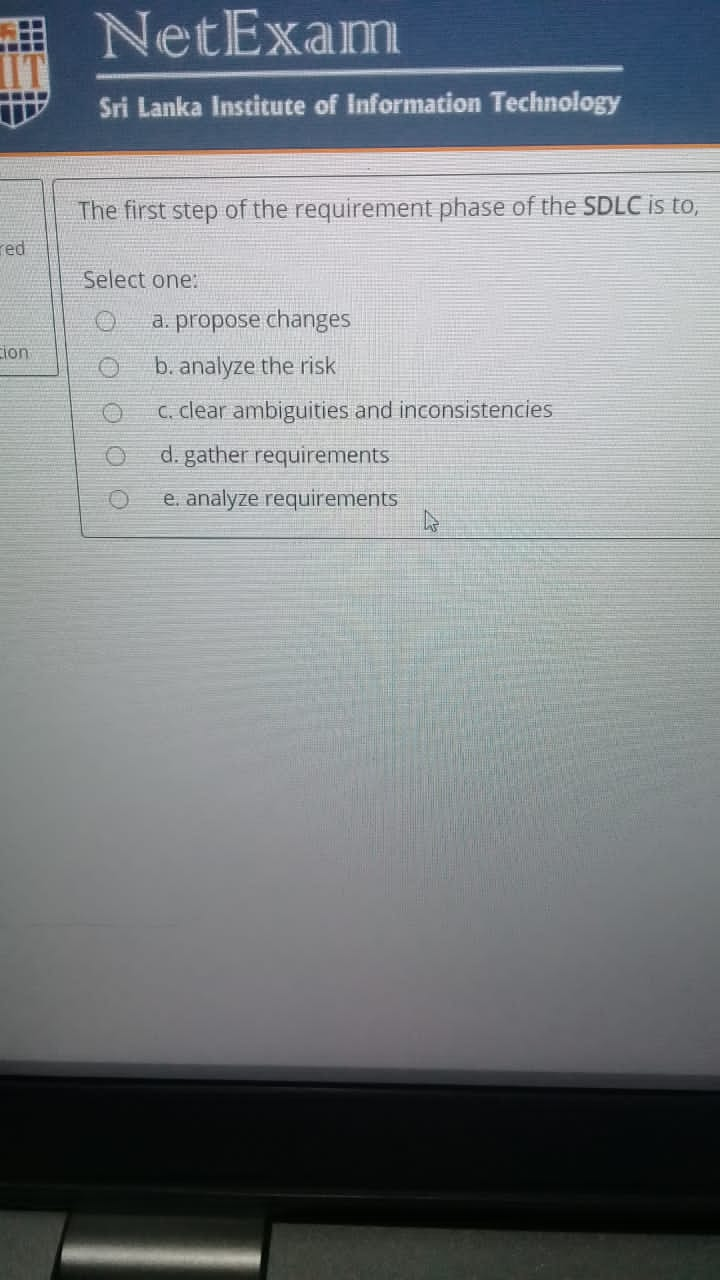 NetExam
IIT
Sri Lanka Institute of Information Technology
The first step of the requirement phase of the SDLC is to,
red
Select one:
a. propose changes
tion
b. analyze the risk
c. clear ambiguities and inconsistencies
d. gather requirements
e. analyze requirements